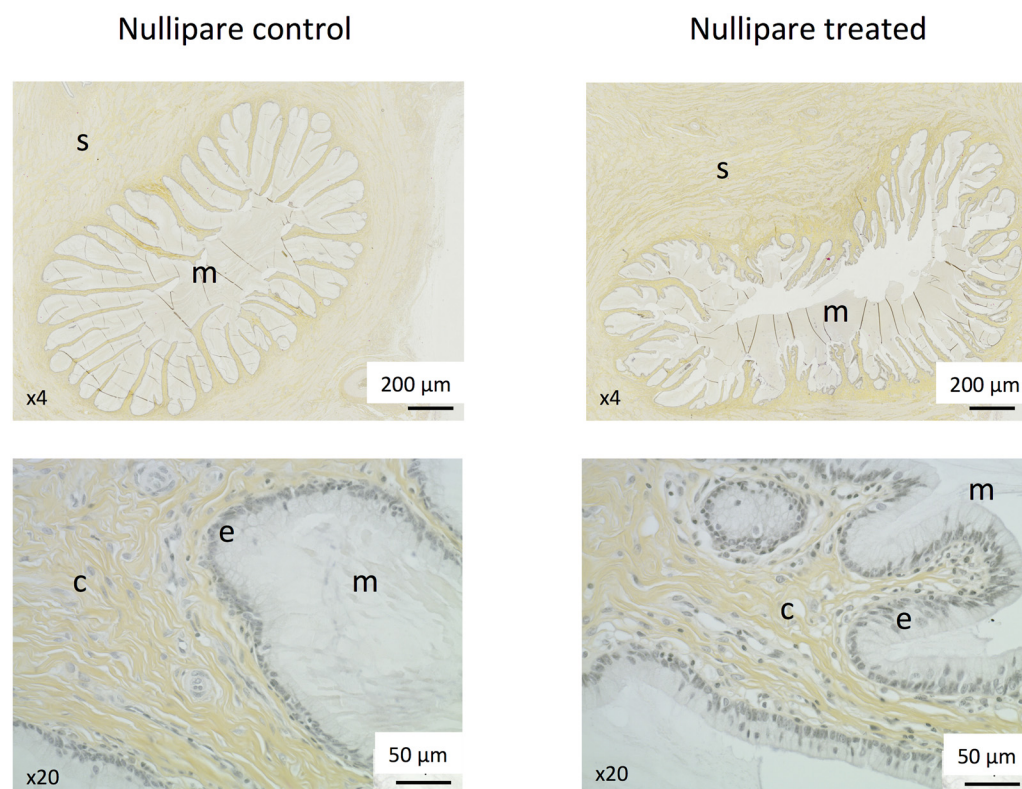 Nullipare control
Nullipare treated
s
m
x4
200 µm
s
m
x4
200 µm
e
c
m
x20
50 µm
m
c
e
x20
50 µm